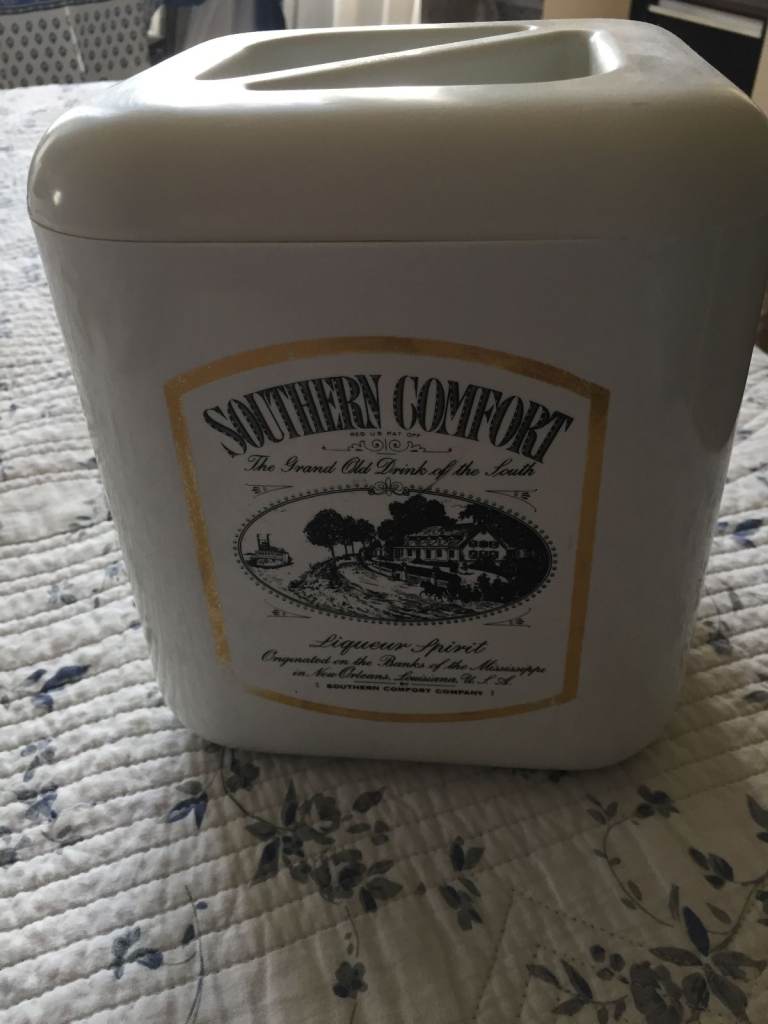 SOUTHERN COMFORT
REG. U.S. PAT. OFF.
The Grand Old Drink of the South
Liqueur Spirit
Originated on the Banks of the Mississippi
in New Orleans, Louisiana, U.S.A.
BY
SOUTHERN COMFORT COMPANY